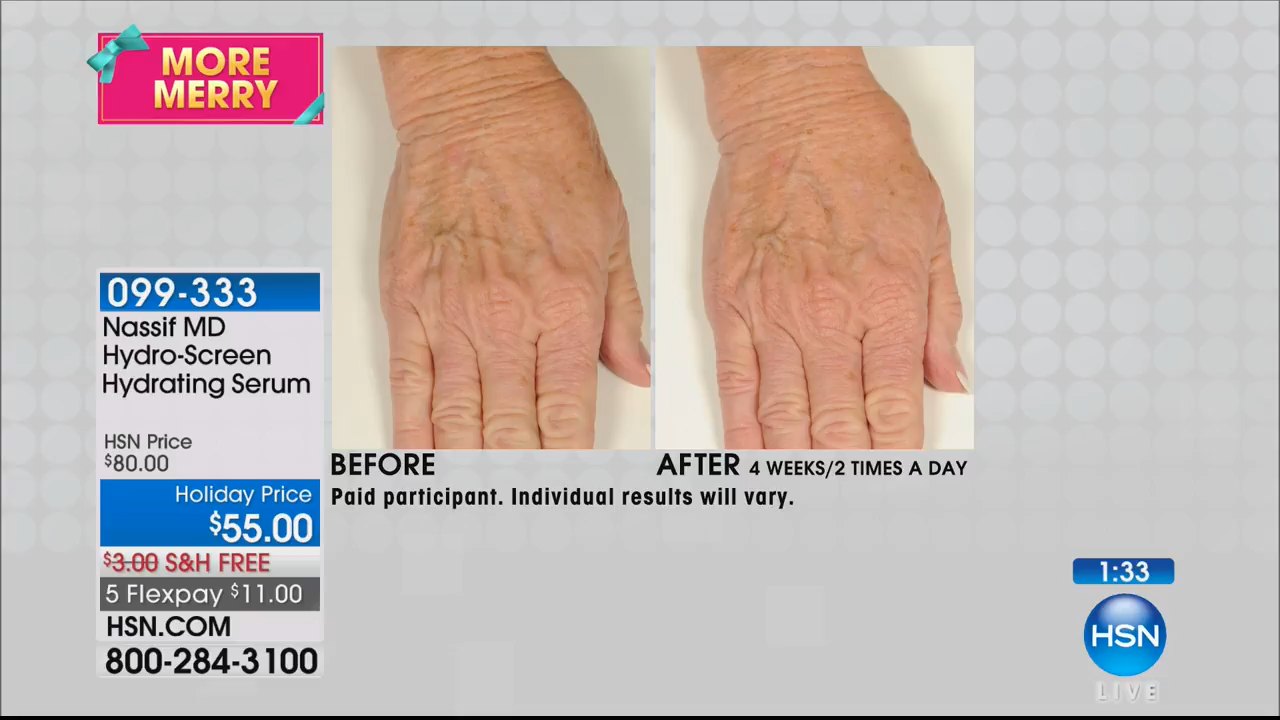 MORE
MERRY
099-333
Nassif MD
Hydro-Screen
Hydrating Serum
HSN Price
$80.00
Holiday Price
$55.00
$3.00 S&H FREE
5 Flexpay $11.00
HSN.COM
800-284-3100
BEFORE
AFTER 4 WEEKS/2 TIMES A DAY
Paid participant. Individual results will vary.
1:33
HSN
LIVE